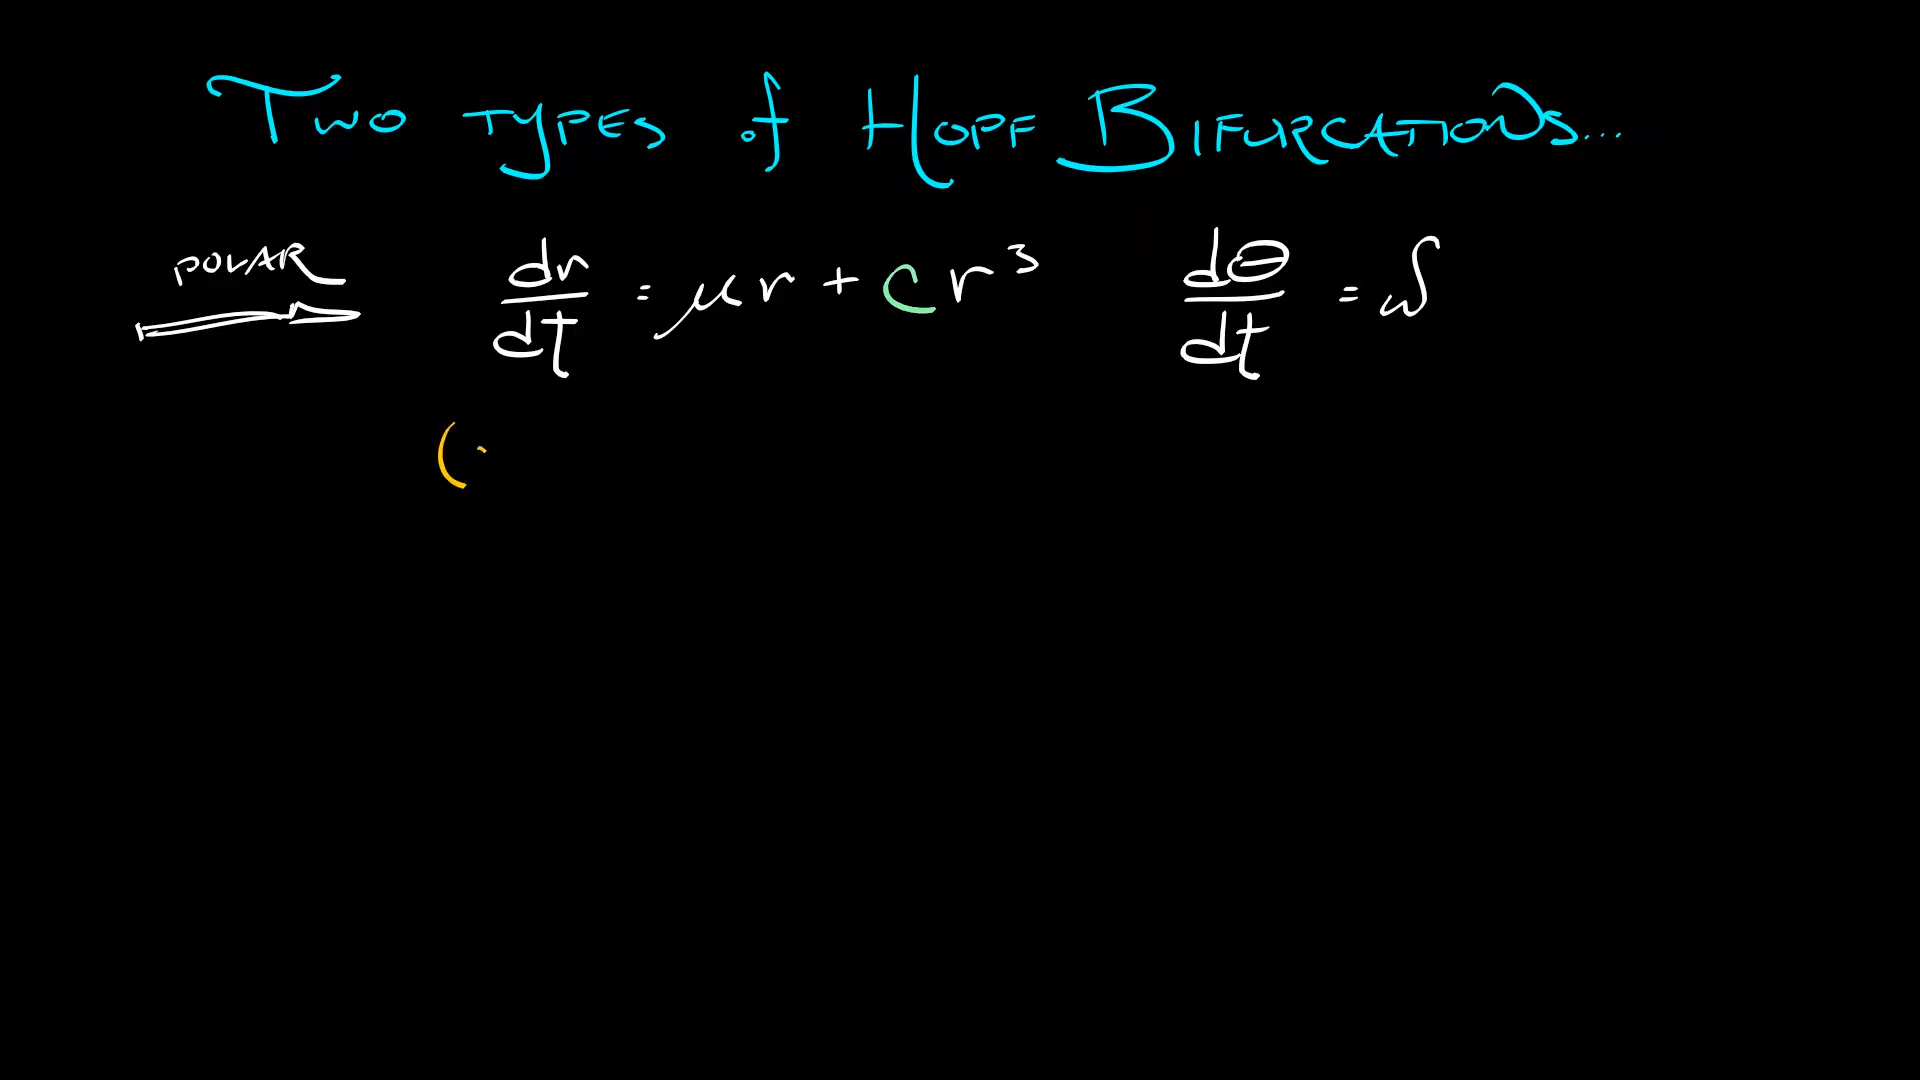 TWO TYPES of HOPF BIFURCATIONS...
POLAR dr/dt = μr + cr³ dθ/dt = ω
(